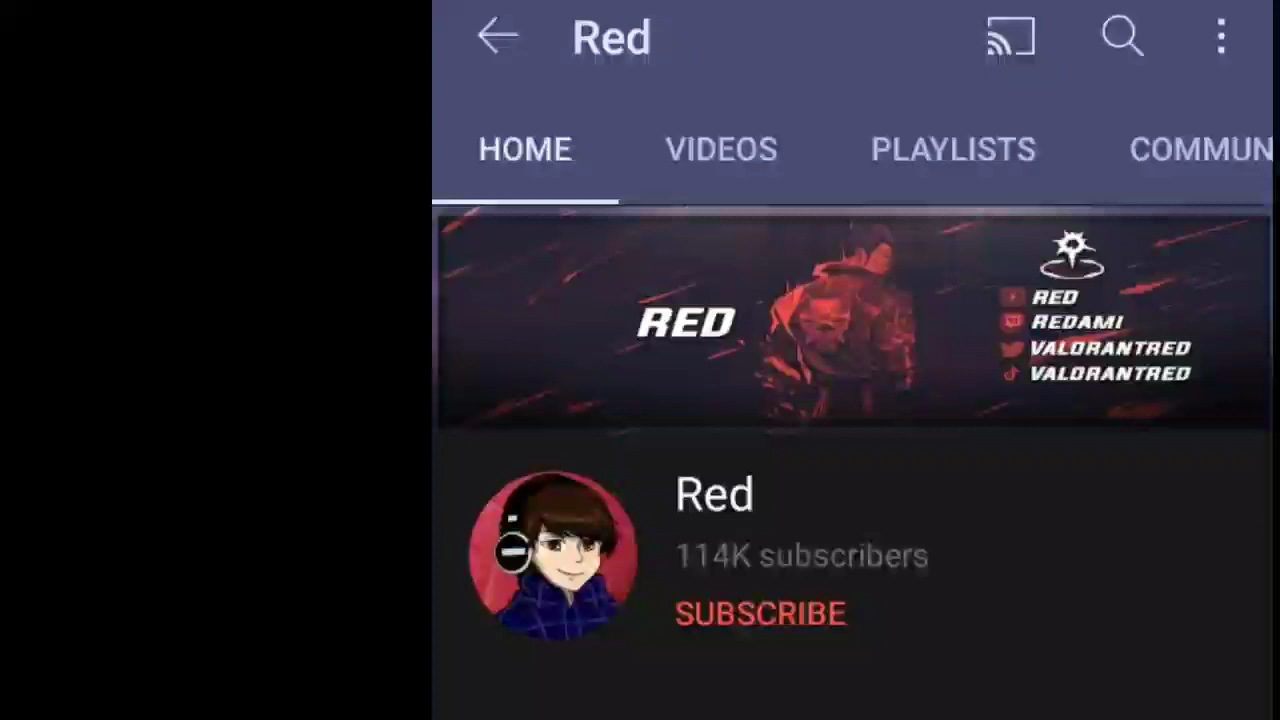 Red
HOME VIDEOS PLAYLISTS COMMUN
RED
RED
REDAMI
VALORANTRED
VALORANTRED
Red
114K subscribers
SUBSCRIBE